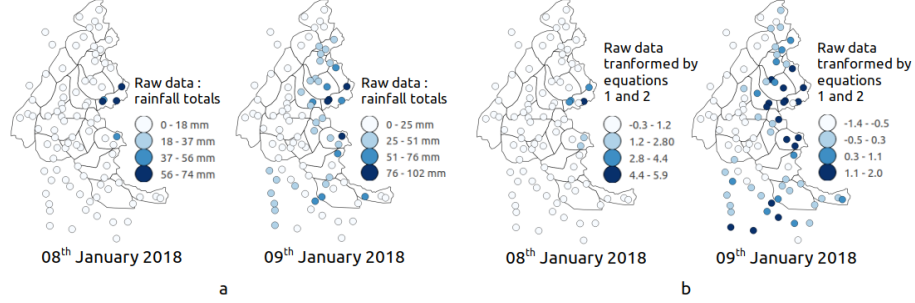 Raw data :
rainfall totals
0 - 18 mm
18 - 37 mm
37 - 56 mm
56 - 74 mm
08th January 2018
Raw data :
rainfall totals
0 - 25 mm
25 - 51 mm
51 - 76 mm
76 - 102 mm
09th January 2018
a
Raw data
tranformed by
equations
1 and 2
-0.3 - 1.2
1.2 - 2.80
2.8 - 4.4
4.4 - 5.9
08th January 2018
Raw data
tranformed by
equations
1 and 2
-1.4 - -0.5
-0.5 - 0.3
0.3 - 1.1
1.1 - 2.0
09th January 2018
b